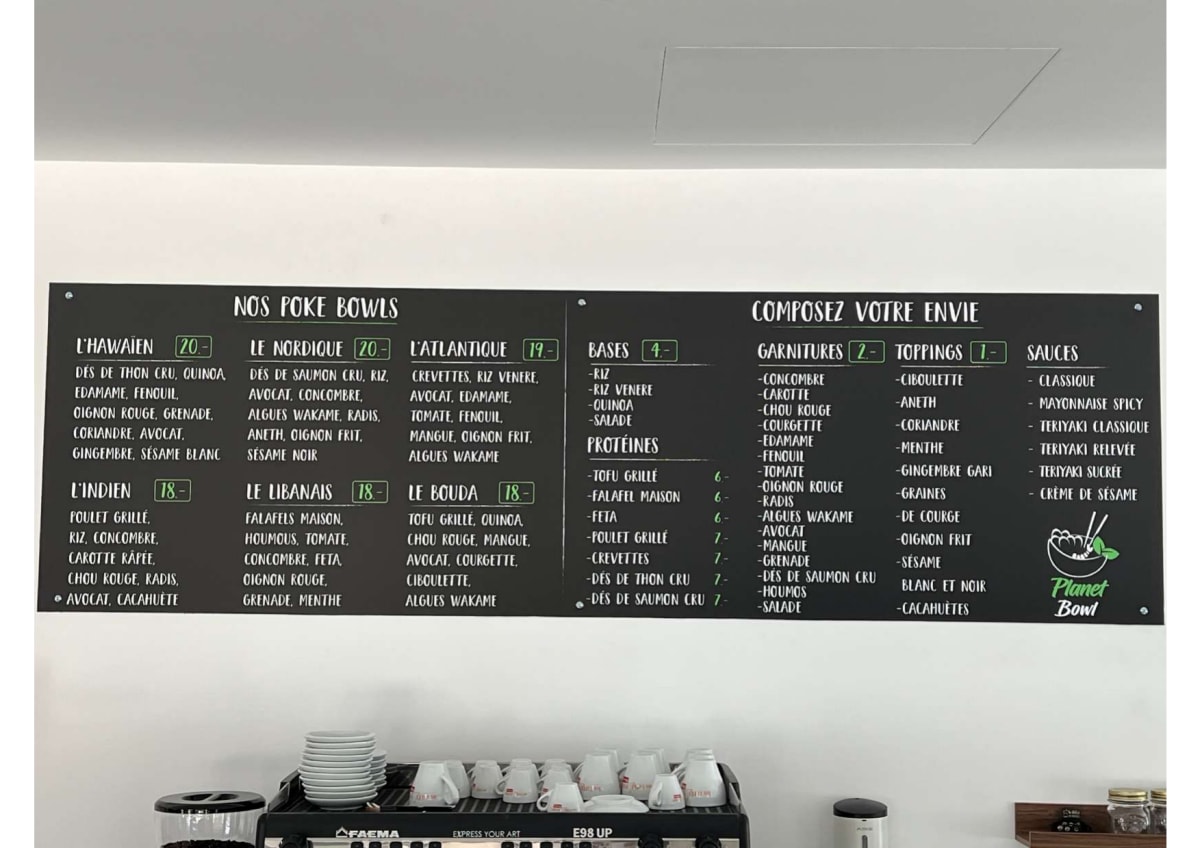 NOS POKE BOWLS
L'HAWAÏEN 20.-
DÉS DE THON CRU, QUINOA,
EDAMAME, FENOUIL,
OIGNON ROUGE, GRENADE,
CORIANDRE, AVOCAT,
GINGEMBRE, SÉSAME BLANC
LE NORDIQUE 20.-
DÉS DE SAUMON CRU, RIZ,
AVOCAT, CONCOMBRE,
ALGUES WAKAME, RADIS,
ANETH, OIGNON FRIT,
SÉSAME NOIR
L'ATLANTIQUE 19.-
CREVETTES, RIZ VENERE,
AVOCAT, EDAMAME,
TOMATE, FENOUIL,
MANGUE, OIGNON FRIT,
ALGUES WAKAME
L'INDIEN 18.-
POULET GRILLÉ,
RIZ, CONCOMBRE,
CAROTTE RÂPÉE,
CHOU ROUGE, RADIS,
AVOCAT, CACAHUÈTE
LE LIBANAIS 18.-
FALAFELS MAISON,
HOUMOUS, TOMATE,
CONCOMBRE, FETA,
OIGNON ROUGE,
GRENADE, MENTHE
LE BOUDA 18.-
TOFU GRILLÉ, QUINOA,
CHOU ROUGE, MANGUE,
AVOCAT, COURGETTE,
CIBOULETTE,
ALGUES WAKAME
COMPOSEZ VOTRE ENVIE
BASES 4.-
-RIZ
-RIZ VENERE
-QUINOA
-SALADE
PROTÉINES
-TOFU GRILLÉ 6.-
-FALAFEL MAISON 6.-
-FETA 6.-
-POULET GRILLÉ 7.-
-CREVETTES 7.-
-DÉS DE THON CRU 7.-
-DÉS DE SAUMON CRU 7.-
GARNITURES 2.-
-CONCOMBRE
-CAROTTE
-CHOU ROUGE
-COURGETTE
-EDAMAME
-FENOUIL
-TOMATE
-OIGNON ROUGE
-RADIS
-ALGUES WAKAME
-AVOCAT
-MANGUE
-GRENADE
-DÉS DE SAUMON CRU
-HOUMOS
-SALADE
TOPPINGS 1.-
-CIBOULETTE
-ANETH
-CORIANDRE
-MENTHE
-GINGEMBRE GARI
-GRAINES
-DE COURGE
-OIGNON FRIT
-SÉSAME
BLANC ET NOIR
-CACAHUÈTES
SAUCES
- CLASSIQUE
- MAYONNAISE SPICY
- TERIYAKI CLASSIQUE
- TERIYAKI RELEVÉE
- TERIYAKI SUCRÉE
- CRÈME DE SÉSAME
Planet
Bowl
FAEMA EXPRESS YOUR ART E98 UP